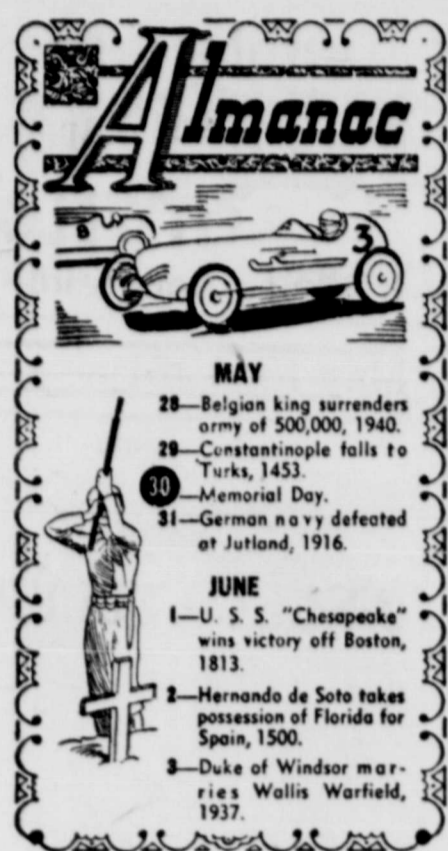 Almanac
8
3
MAY
28—Belgian king surrenders
army of 500,000, 1940.
29—Constantinople falls to
Turks, 1453.
30—Memorial Day.
31—German navy defeated
at Jutland, 1916.
JUNE
1—U. S. S. "Chesapeake"
wins victory off Boston,
1813.
2—Hernando de Soto takes
possession of Florida for
Spain, 1500.
3—Duke of Windsor mar-
ries Wallis Warfield,
1937.